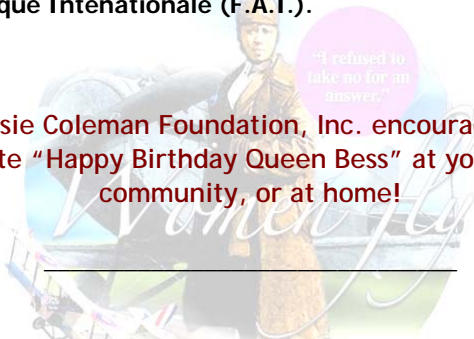 que Intenationale (F.A.I.).
"I refused to
take no for an
answer."
sie Coleman Foundation, Inc. encoura
te "Happy Birthday Queen Bess" at yo
community, or at home!
Women fly